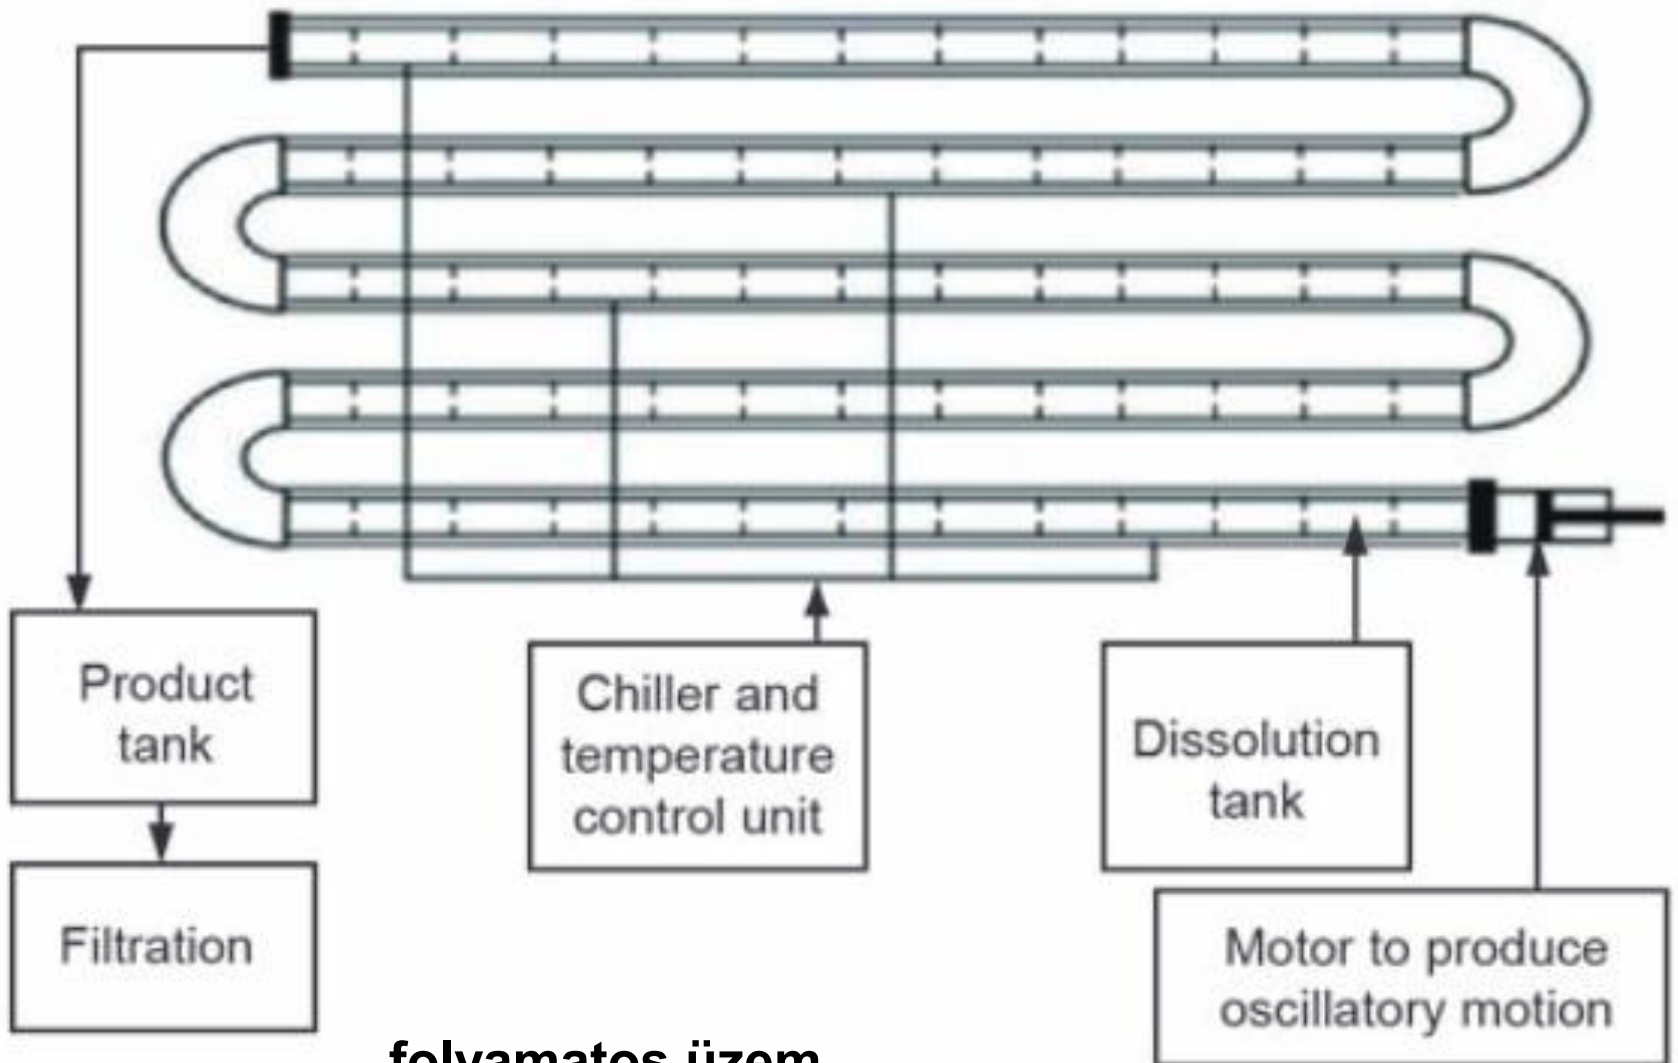 Product
tank
Chiller and
temperature
control unit
Dissolution
tank
Filtration
Motor to produce
oscillatory motion
folyamatos üzem